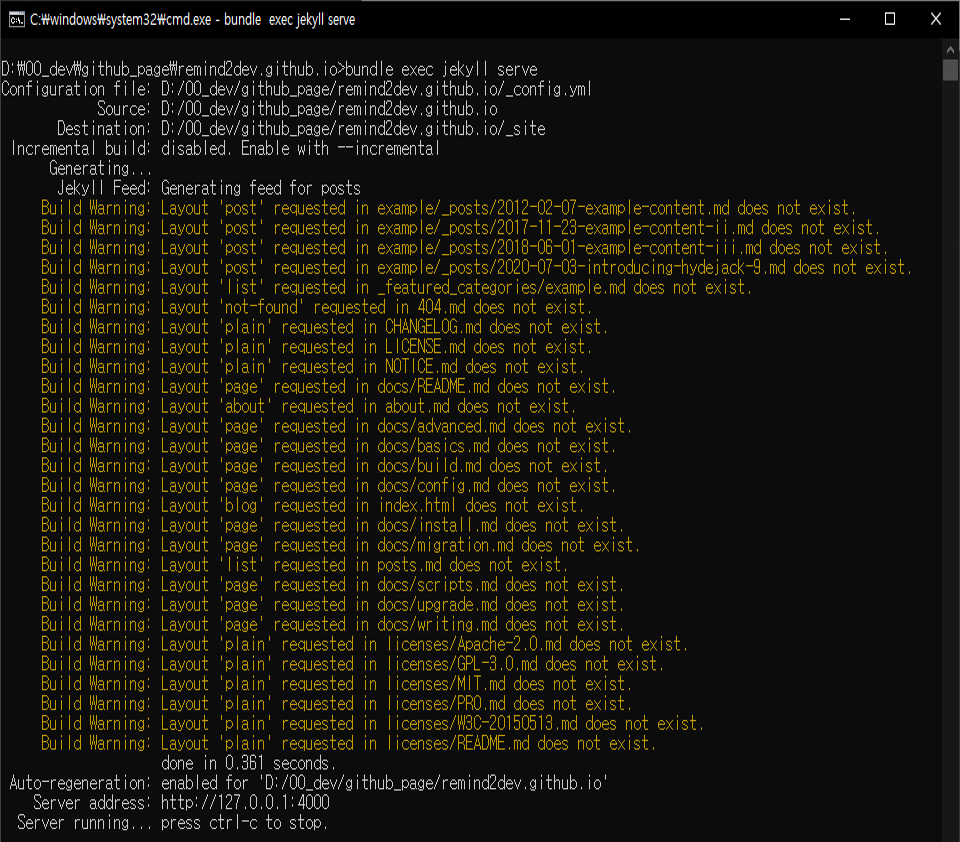 C:₩windows₩system32₩cmd.exe - bundle  exec jekyll serve
D:₩00_dev₩github_page₩remind2dev.github.io>bundle exec jekyll serve
Configuration file: D:/00_dev/github_page/remind2dev.github.io/_config.yml
Source: D:/00_dev/github_page/remind2dev.github.io
Destination: D:/00_dev/github_page/remind2dev.github.io/_site
Incremental build: disabled. Enable with --incremental
Generating...
Jekyll Feed: Generating feed for posts
Build Warning: Layout 'post' requested in example/_posts/2012-02-07-example-content.md does not exist.
Build Warning: Layout 'post' requested in example/_posts/2017-11-23-example-content-ii.md does not exist.
Build Warning: Layout 'post' requested in example/_posts/2018-06-01-example-content-iii.md does not exist.
Build Warning: Layout 'post' requested in example/_posts/2020-07-03-introducing-hydejack-9.md does not exist.
Build Warning: Layout 'list' requested in _featured_categories/example.md does not exist.
Build Warning: Layout 'not-found' requested in 404.md does not exist.
Build Warning: Layout 'plain' requested in CHANGELOG.md does not exist.
Build Warning: Layout 'plain' requested in LICENSE.md does not exist.
Build Warning: Layout 'plain' requested in NOTICE.md does not exist.
Build Warning: Layout 'page' requested in docs/README.md does not exist.
Build Warning: Layout 'about' requested in about.md does not exist.
Build Warning: Layout 'page' requested in docs/advanced.md does not exist.
Build Warning: Layout 'page' requested in docs/basics.md does not exist.
Build Warning: Layout 'page' requested in docs/build.md does not exist.
Build Warning: Layout 'page' requested in docs/config.md does not exist.
Build Warning: Layout 'blog' requested in index.html does not exist.
Build Warning: Layout 'page' requested in docs/install.md does not exist.
Build Warning: Layout 'page' requested in docs/migration.md does not exist.
Build Warning: Layout 'list' requested in posts.md does not exist.
Build Warning: Layout 'page' requested in docs/scripts.md does not exist.
Build Warning: Layout 'page' requested in docs/upgrade.md does not exist.
Build Warning: Layout 'page' requested in docs/writing.md does not exist.
Build Warning: Layout 'plain' requested in licenses/Apache-2.0.md does not exist.
Build Warning: Layout 'plain' requested in licenses/GPL-3.0.md does not exist.
Build Warning: Layout 'plain' requested in licenses/MIT.md does not exist.
Build Warning: Layout 'plain' requested in licenses/PRO.md does not exist.
Build Warning: Layout 'plain' requested in licenses/W3C-20150513.md does not exist.
Build Warning: Layout 'plain' requested in licenses/README.md does not exist.
done in 0.361 seconds.
Auto-regeneration: enabled for 'D:/00_dev/github_page/remind2dev.github.io'
Server address: http://127.0.0.1:4000
Server running... press ctrl-c to stop.